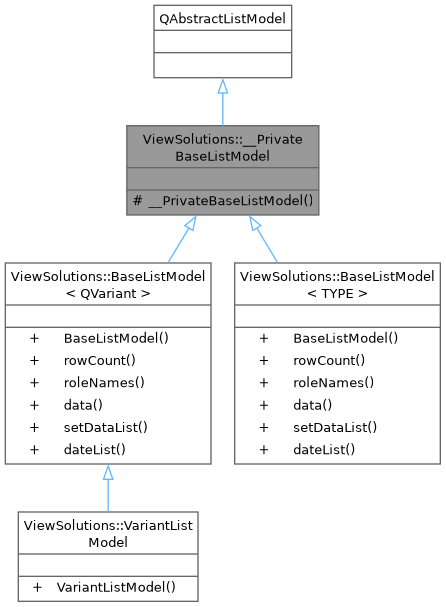 QAbstractListModel
ViewSolutions::__Private
BaseListModel
# __PrivateBaseListModel()
ViewSolutions::BaseListModel
< QVariant >
+ BaseListModel()
+ rowCount()
+ roleNames()
+ data()
+ setDataList()
+ dateList()
ViewSolutions::BaseListModel
< TYPE >
+ BaseListModel()
+ rowCount()
+ roleNames()
+ data()
+ setDataList()
+ dateList()
ViewSolutions::VariantList
Model
+ VariantListModel()